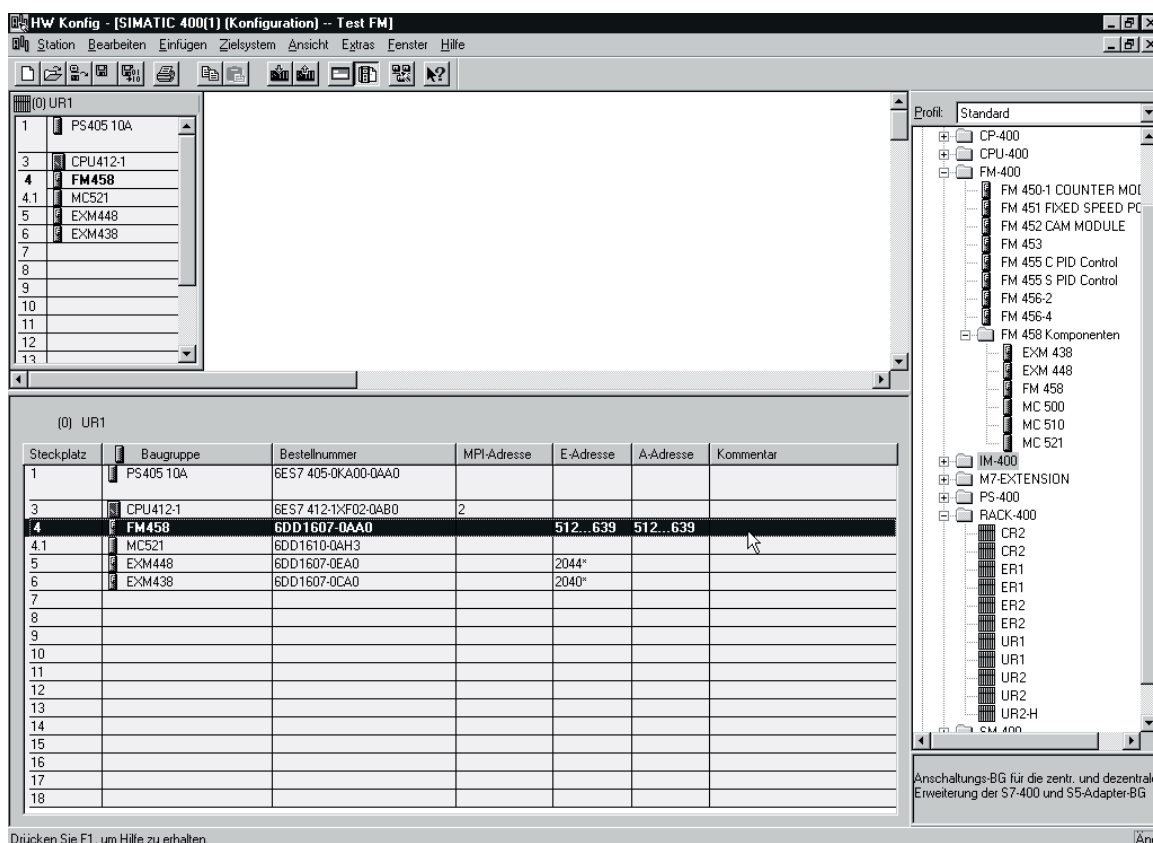 HW Konfig - [SIMATIC 400(1) (Konfiguration) -- Test FM]
Station Bearbeiten Einfügen Zielsystem Ansicht Extras Fenster Hilfe
(0) UR1
1 PS405 10A
3 CPU412-1
4 FM458
4.1 MC521
5 EXM448
6 EXM438
7
8
9
10
11
12
13
(0) UR1
Steckplatz Baugruppe Bestellnummer MPI-Adresse E-Adresse A-Adresse Kommentar
1 PS405 10A 6ES7 405-0KA00-0AA0
3 CPU412-1 6ES7 412-1XF02-0AB0 2
4 FM458 6DD1607-0AA0 512...639 512...639
4.1 MC521 6DD1610-0AH3
5 EXM448 6DD1607-0EA0 2044*
6 EXM438 6DD1607-0CA0 2040*
7
8
9
10
11
12
13
14
15
16
17
18
Profil: Standard
CP-400
CPU-400
FM-400
FM 450-1 COUNTER MOD
FM 451 FIXED SPEED PO
FM 452 CAM MODULE
FM 453
FM 455 C PID Control
FM 455 S PID Control
FM 456-2
FM 456-4
FM 458 Komponenten
EXM 438
EXM 448
FM 458
MC 500
MC 510
MC 521
IM-400
M7-EXTENSION
PS-400
RACK-400
CR2
CR2
ER1
ER1
ER2
ER2
UR1
UR1
UR2
UR2
UR2-H
SM-400
Anschaltungs-BG für die zentr. und dezentrale
Erweiterung der S7-400 und S5-Adapter-BG
Drücken Sie F1, um Hilfe zu erhalten. Änd